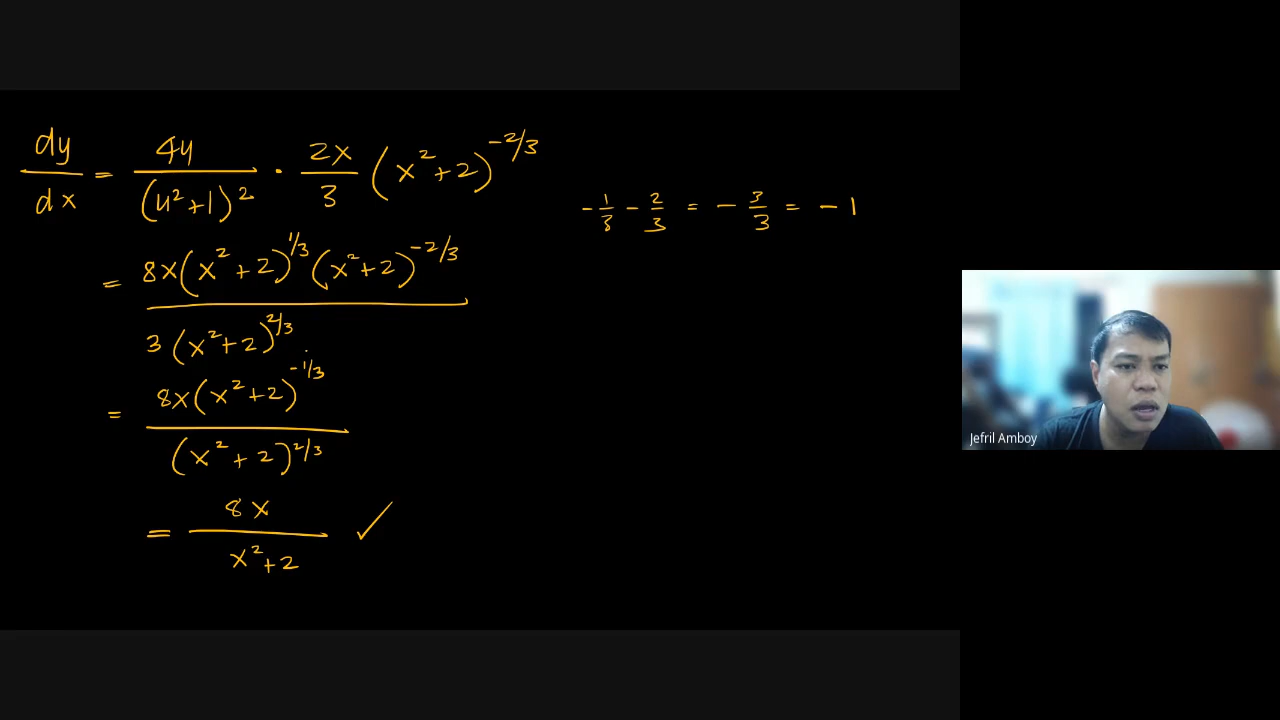 dy/dx = 4u/(u²+1)² · 2x/3 (x²+2)^(-2/3)
-1/3 - 2/3 = -3/3 = -1
= 8x(x²+2)^(1/3) (x²+2)^(-2/3) / 3(x²+2)^(2/3)
= 8x(x²+2)^(-1/3) / (x²+2)^(2/3)
= 8x / x²+2 ✓
Jefril Amboy